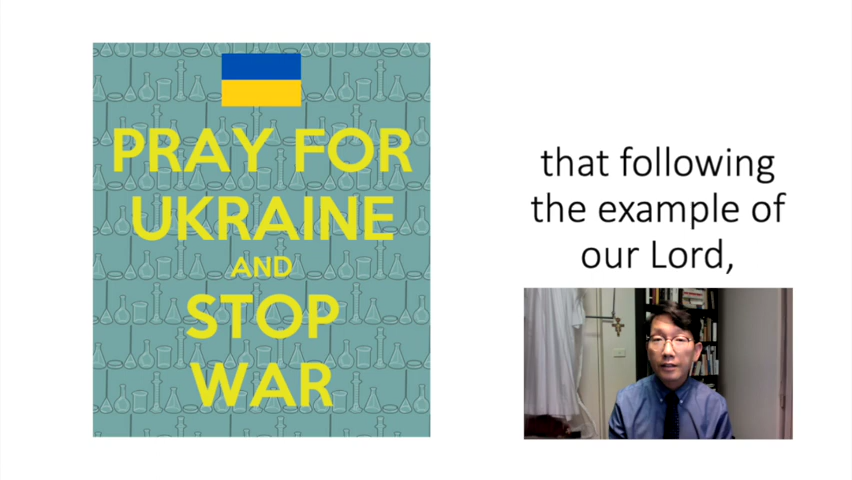 PRAY FOR
UKRAINE
AND
STOP
WAR
that following
the example of
our Lord,